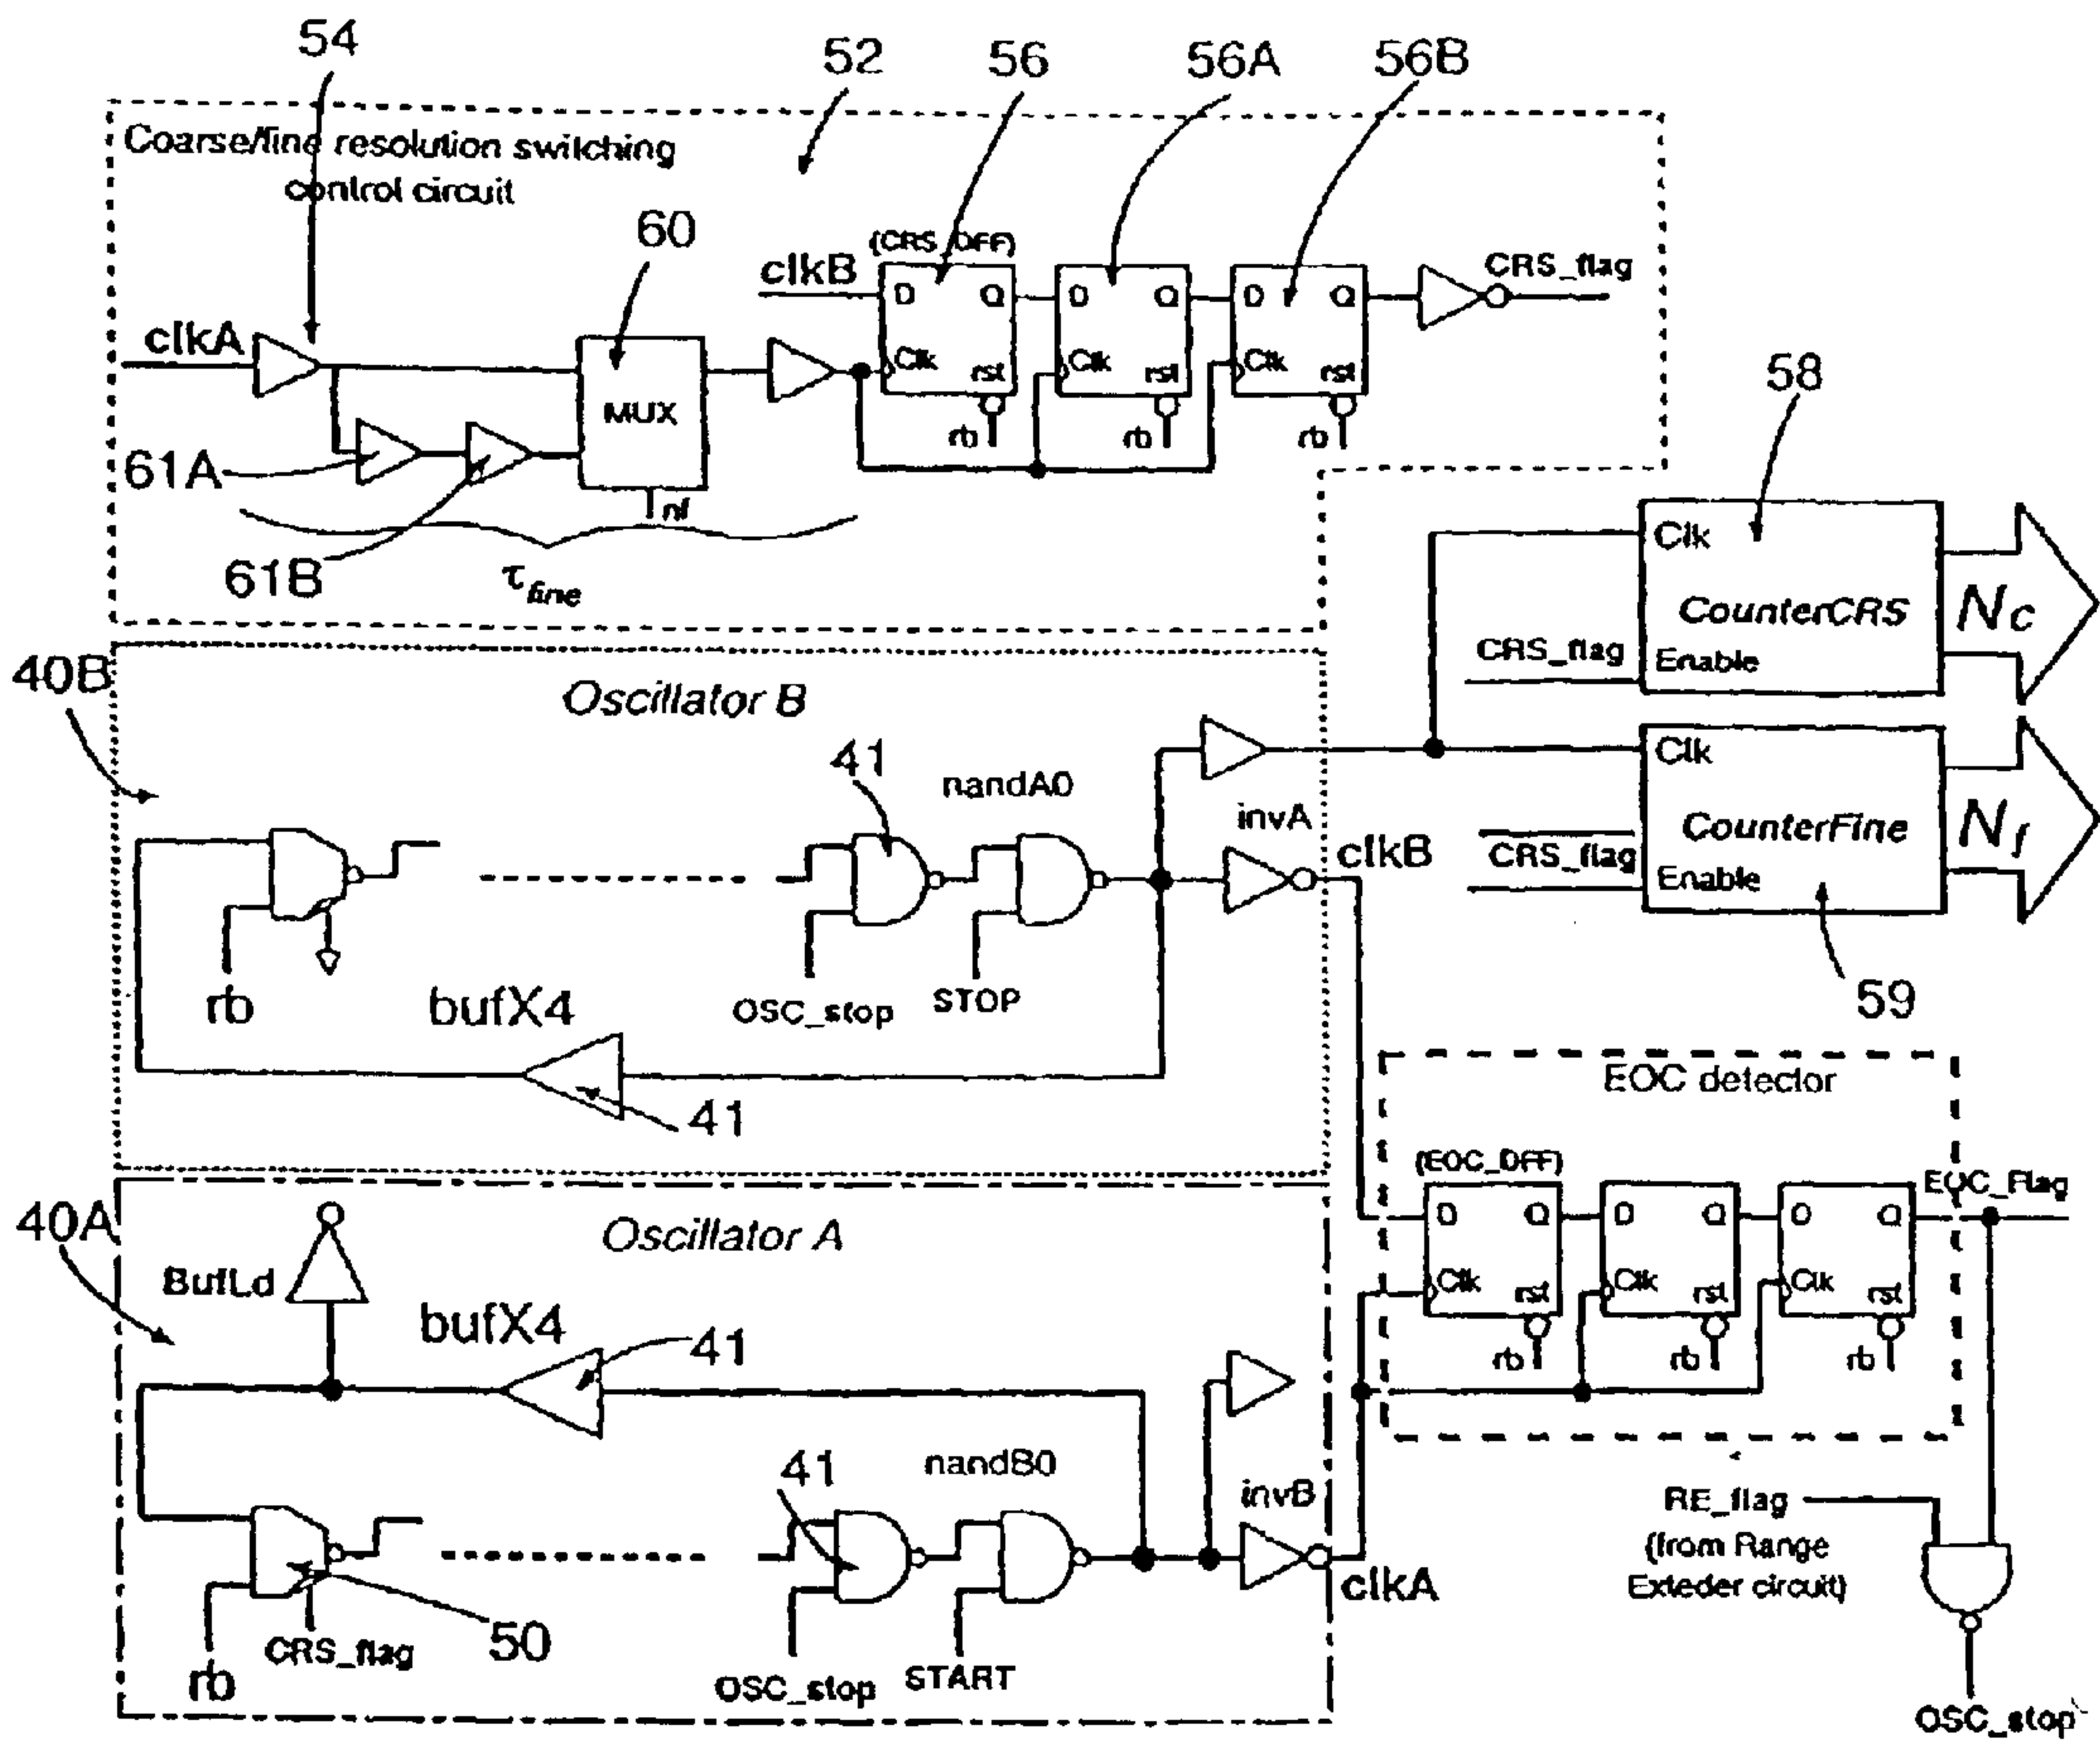 54
52
56
56A
56B
Coarse/fine resolution switching
control circuit
60
(CRS_DFF)
clkB
D Q
D Q
D Q
CRS_flag
clkA
Clk
rst
Clk
rst
Clk
rst
MUX
rb
rb
rb
58
61A
nf
61B
τfine
Clk
CounterCRS
Nc
CRS_flag
Enable
40B
Oscillator B
41
nandA0
invA
clkB
Clk
CounterFine
Nf
CRS_flag
Enable
rb
bufX4
OSC_stop
STOP
59
41
EOC detector
(EOC_DFF)
EOC_Flag
40A
Oscillator A
D Q
D Q
D Q
BufLd
bufX4
41
Clk
rst
Clk
rst
Clk
rst
rb
rb
rb
41
nandB0
invB
RE_flag
(from Range
Exteder circuit)
clkA
50
CRS_flag
rb
OSC_stop
START
OSC_stop